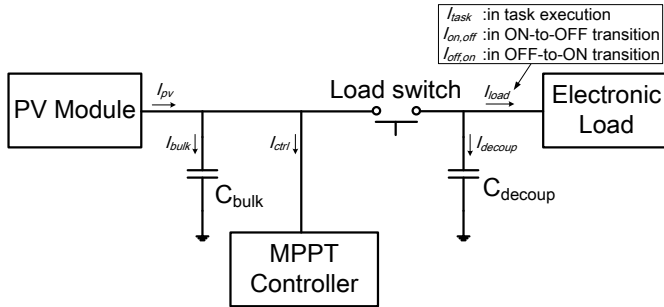 I_task :in task execution
I_on,off :in ON-to-OFF transition
I_off,on :in OFF-to-ON transition
PV Module
I_pv
Load switch
I_load
Electronic
Load
I_bulk
I_ctrl
I_decoup
C_bulk
C_decoup
MPPT
Controller